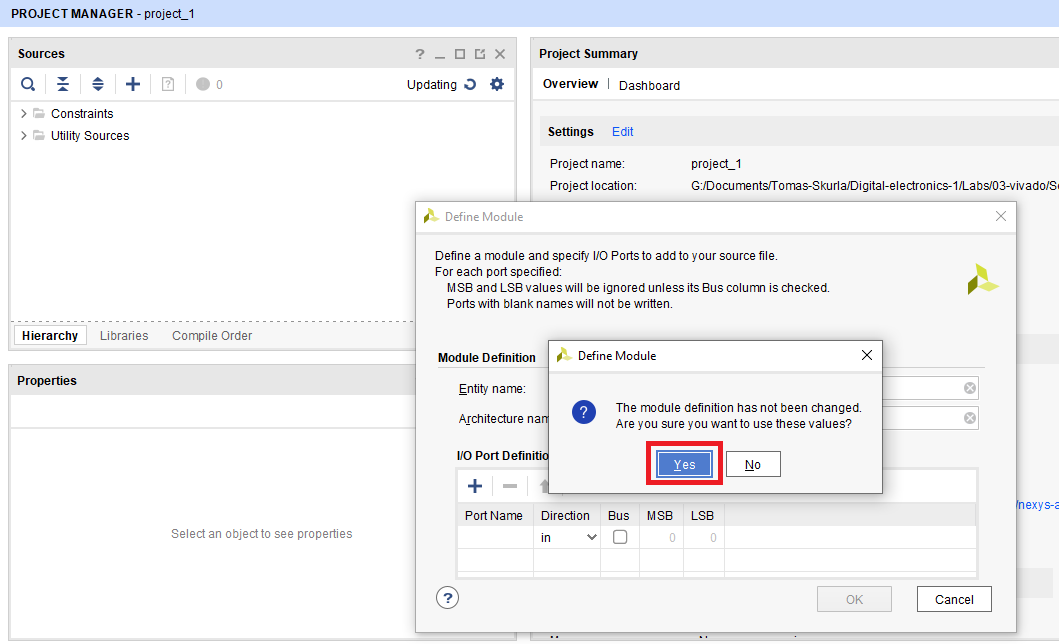 PROJECT MANAGER - project_1
Sources
? _
Updating
0
Constraints
Utility Sources
Hierarchy Libraries Compile Order
Properties
Select an object to see properties
Project Summary
Overview | Dashboard
Settings Edit
Project name: project_1
Project location: G:/Documents/Tomas-Skurla/Digital-electronics-1/Labs/03-vivado/S
Define Module
Define a module and specify I/O Ports to add to your source file.
For each port specified:
MSB and LSB values will be ignored unless its Bus column is checked.
Ports with blank names will not be written.
Module Definition
Entity name:
Architecture nam
I/O Port Definitio
Port Name Direction Bus MSB LSB
in 0 0
?
OK Cancel
Define Module
?
The module definition has not been changed.
Are you sure you want to use these values?
Yes No
/nexys-a